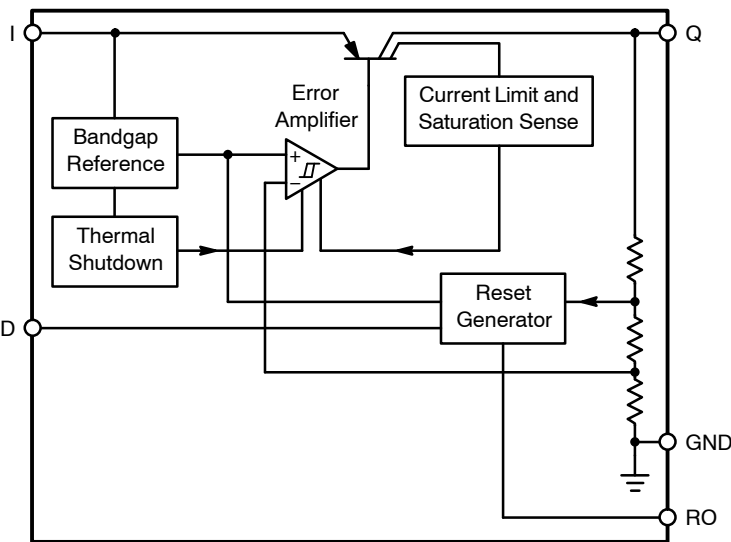 I
Q
Error
Amplifier
Current Limit and
Saturation Sense
Bandgap
Reference
+
−
Thermal
Shutdown
Reset
Generator
D
GND
RO